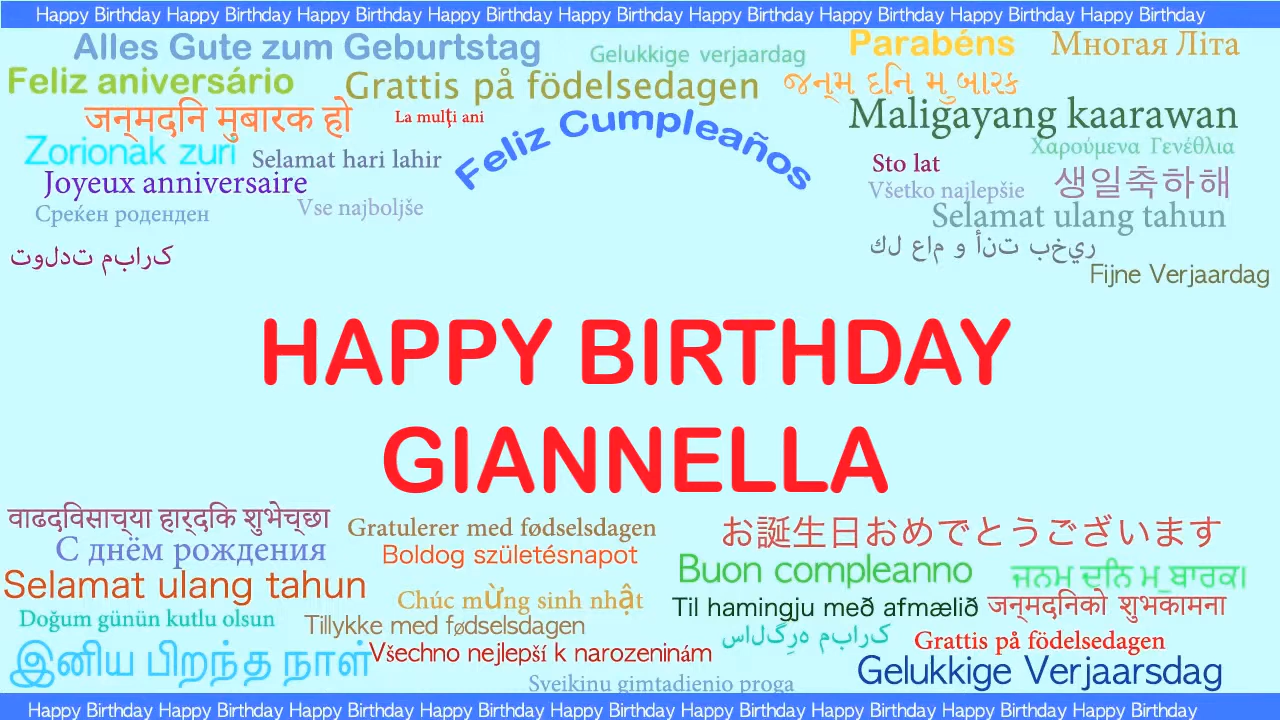 Happy Birthday Happy Birthday Happy Birthday Happy Birthday Happy Birthday Happy Birthday Happy Birthday Happy Birthday Happy Birthday
Alles Gute zum Geburtstag
Gelukkige verjaardag
Parabéns
Многая Літа
Feliz aniversário
Grattis på födelsedagen
જન્મ દિન મુબારક
जन्मदिन मुबारक हो
La mulţi ani
Feliz Cumpleaños
Maligayang kaarawan
Zorionak zuri
Selamat hari lahir
Sto lat
Χαρούμενα Γενέθλια
Joyeux anniversaire
Vse najboljše
Všetko najlepšie
생일축하해
Среќен роденден
Selamat ulang tahun
تولدت مبارک
كل عام و أنت بخير
Fijne Verjaardag
HAPPY BIRTHDAY
GIANNELLA
वाढदिवसाच्या हार्दिक शुभेच्छा
Gratulerer med fødselsdagen
お誕生日おめでとうございます
С днём рождения
Boldog születésnapot
Buon compleanno
ਜਨਮ ਦਿਨ ਮੁਬਾਰਕ।
Selamat ulang tahun
Chúc mừng sinh nhật
Til hamingju með afmælið
जन्मदिनको शुभकामना
Doğum günün kutlu olsun
Tillykke med fødselsdagen
سالگرہ مبارک
Grattis på födelsedagen
இனிய பிறந்த நாள்
Všechno nejlepší k narozeninám
Gelukkige Verjaarsdag
Sveikinu gimtadienio proga
Happy Birthday Happy Birthday Happy Birthday Happy Birthday Happy Birthday Happy Birthday Happy Birthday Happy Birthday Happy Birthday